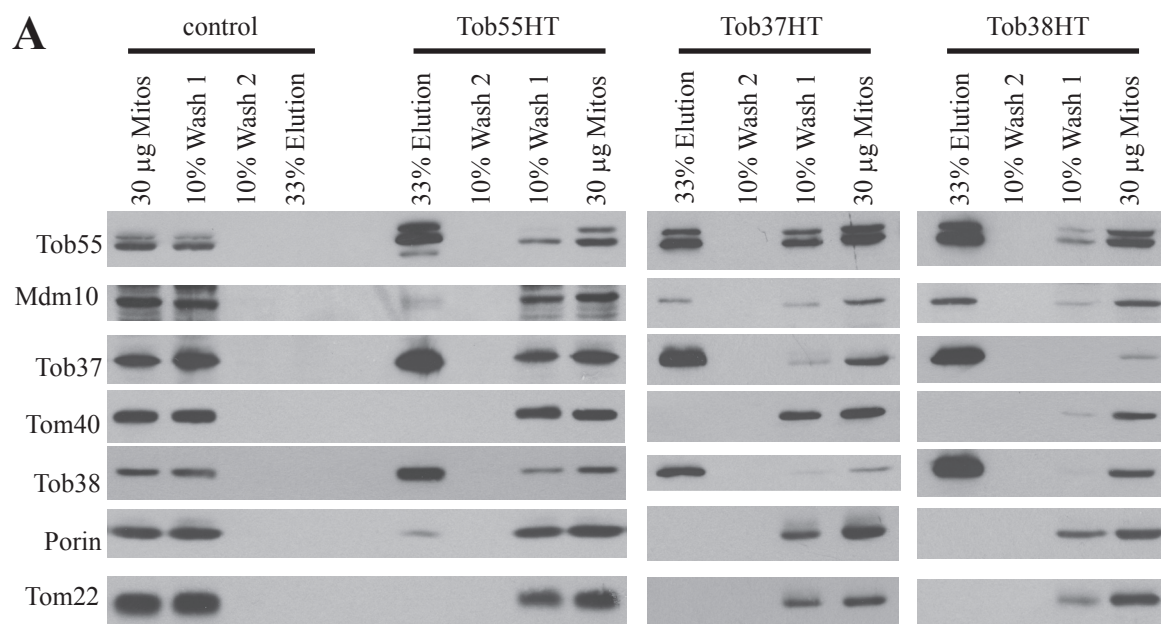 A
control
Tob55HT
Tob37HT
Tob38HT
30 µg Mitos
10% Wash 1
10% Wash 2
33% Elution
33% Elution
10% Wash 2
10% Wash 1
30 µg Mitos
33% Elution
10% Wash 2
10% Wash 1
30 µg Mitos
33% Elution
10% Wash 2
10% Wash 1
30 µg Mitos
Tob55
Mdm10
Tob37
Tom40
Tob38
Porin
Tom22